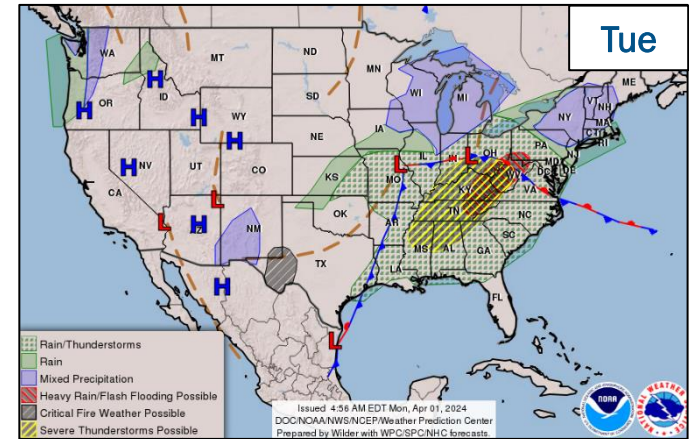 Tue
WA
MT
ND
MN
ME
OR
ID
WY
SD
WI
MI
VT
NH
NY
MA
CT
RI
NV
UT
CO
NE
IA
IL
IN
OH
PA
NJ
MD
DE
DC
WV
VA
CA
KS
MO
KY
AZ
NM
OK
AR
TN
NC
SC
TX
LA
MS
AL
GA
FL
H
H
H
H
H
H
H
L
L
L
L
L
Rain/Thunderstorms
Rain
Mixed Precipitation
Heavy Rain/Flash Flooding Possible
Critical Fire Weather Possible
Severe Thunderstorms Possible
Issued 4:56 AM EDT Mon, Apr 01, 2024
DOC/NOAA/NWS/NCEP/Weather Prediction Center
Prepared by Wilder with WPC/SPC/NHC forecasts.
NOAA
NATIONAL WEATHER